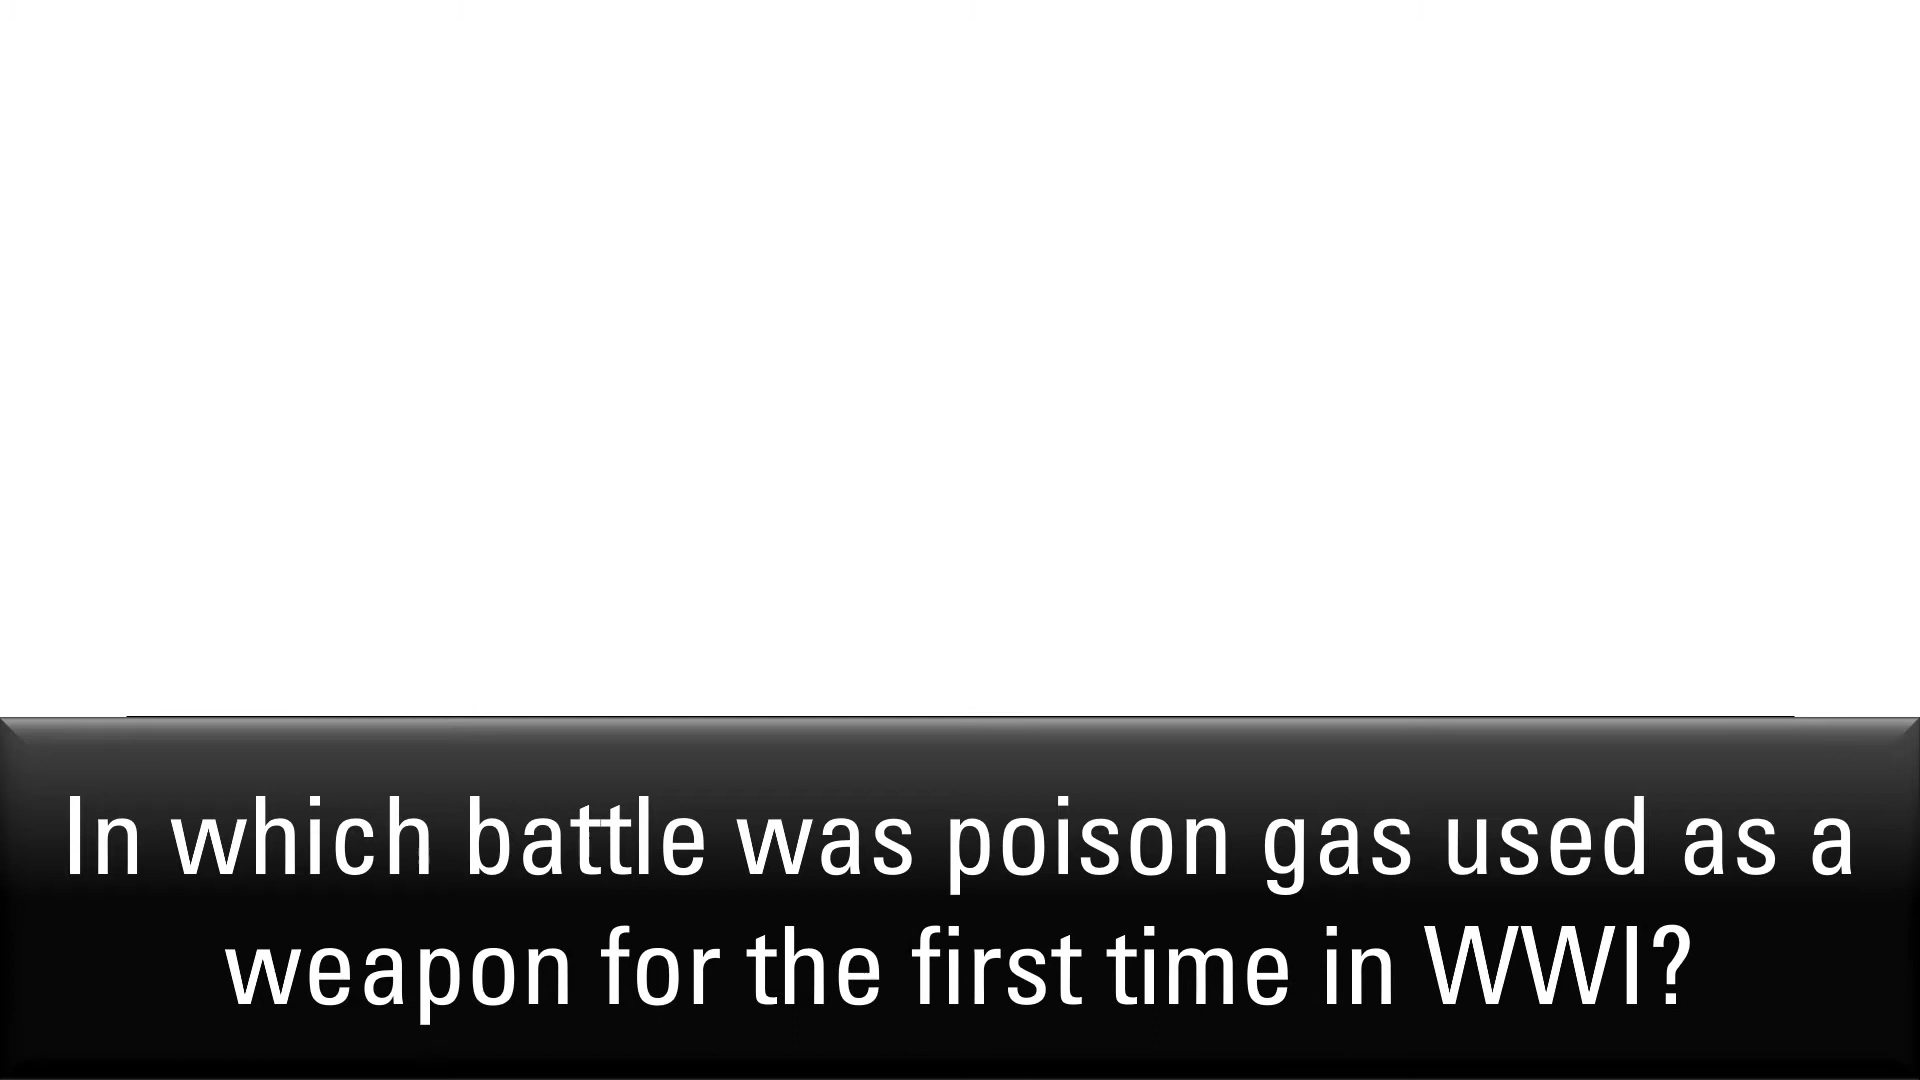 In which battle was poison gas used as a
weapon for the first time in WWI?